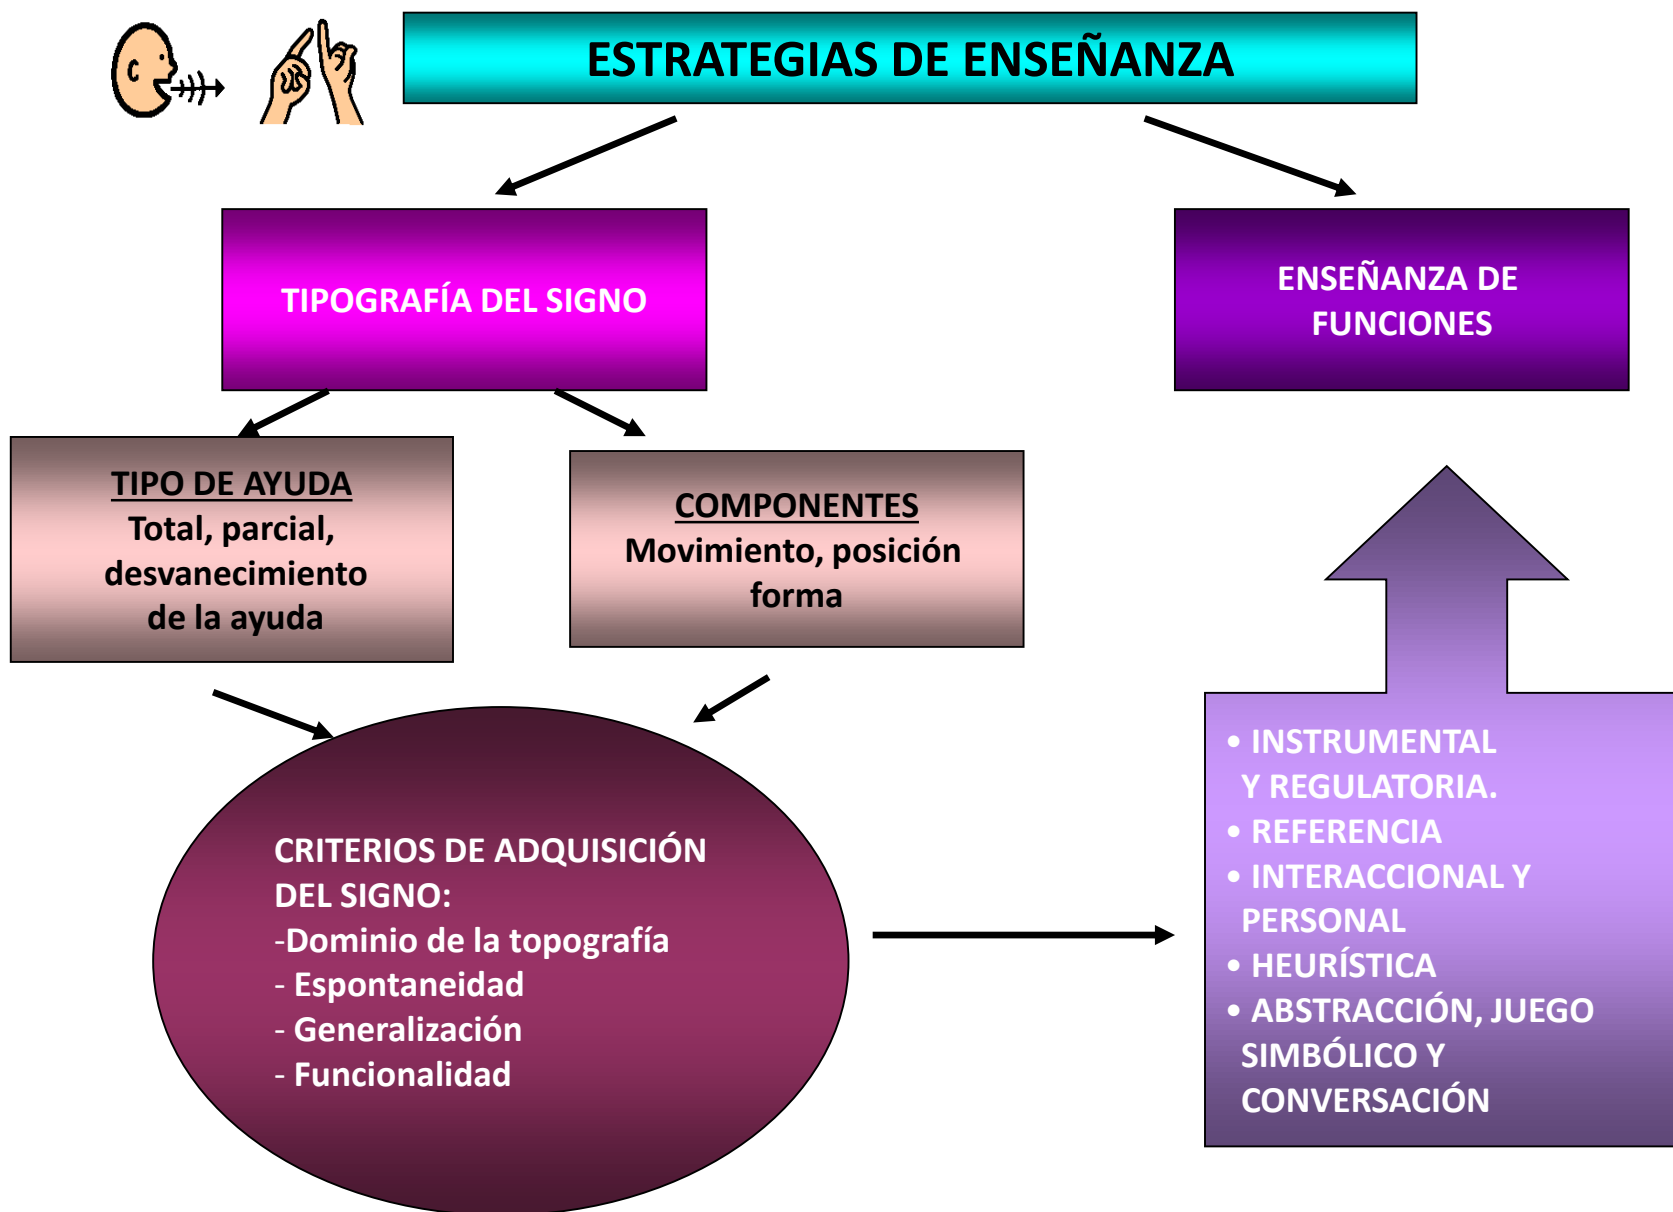 ESTRATEGIAS DE ENSEÑANZA
TIPOGRAFÍA DEL SIGNO
ENSEÑANZA DE
FUNCIONES
TIPO DE AYUDA
Total, parcial,
desvanecimiento
de la ayuda
COMPONENTES
Movimiento, posición
forma
CRITERIOS DE ADQUISICIÓN
DEL SIGNO:
-Dominio de la topografía
- Espontaneidad
- Generalización
- Funcionalidad
• INSTRUMENTAL
Y REGULATORIA.
• REFERENCIA
• INTERACCIONAL Y
PERSONAL
• HEURÍSTICA
• ABSTRACCIÓN, JUEGO
SIMBÓLICO Y
CONVERSACIÓN